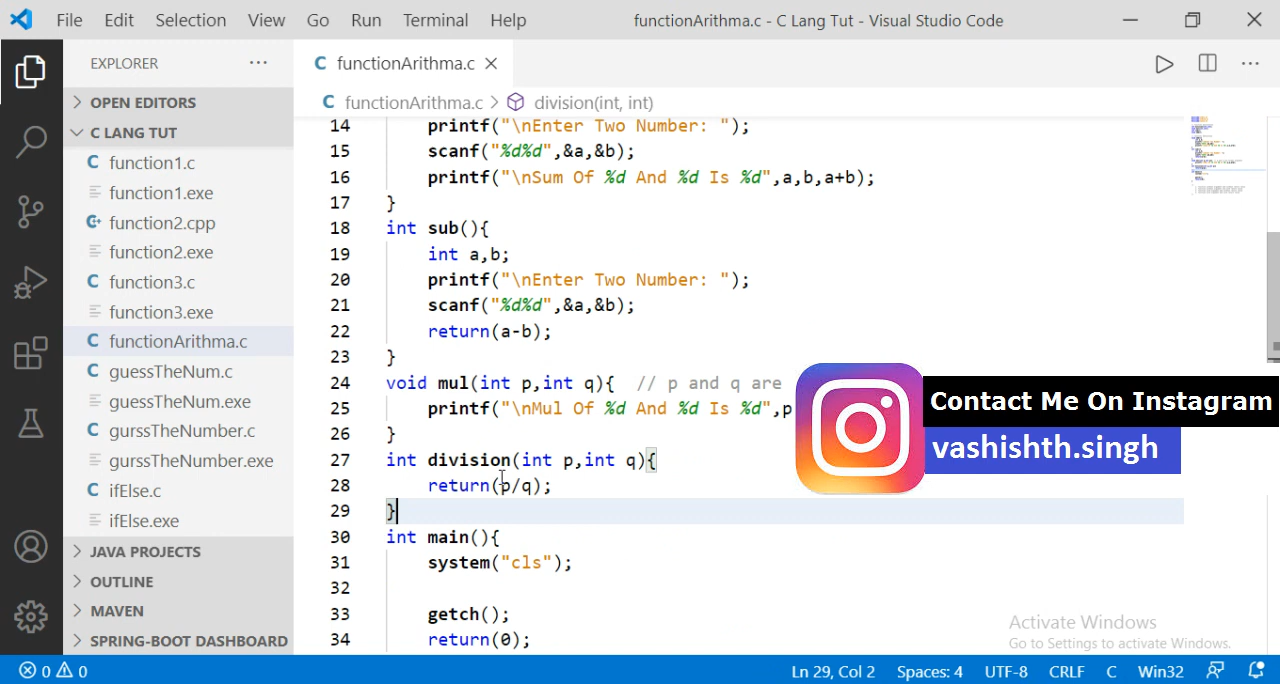 File Edit Selection View Go Run Terminal Help functionArithma.c - C Lang Tut - Visual Studio Code
EXPLORER
OPEN EDITORS
C LANG TUT
C function1.c
function1.exe
function2.cpp
function2.exe
C function3.c
function3.exe
C functionArithma.c
C guessTheNum.c
guessTheNum.exe
C gurssTheNumber.c
gurssTheNumber.exe
C ifElse.c
ifElse.exe
JAVA PROJECTS
OUTLINE
MAVEN
SPRING-BOOT DASHBOARD
C functionArithma.c
C functionArithma.c > division(int, int)
14 printf("\nEnter Two Number: ");
15 scanf("%d%d",&a,&b);
16 printf("\nSum Of %d And %d Is %d",a,b,a+b);
17 }
18 int sub(){
19 int a,b;
20 printf("\nEnter Two Number: ");
21 scanf("%d%d",&a,&b);
22 return(a-b);
23 }
24 void mul(int p,int q){ // p and q are
25 printf("\nMul Of %d And %d Is %d",p
26 }
27 int division(int p,int q){
28 return(p/q);
29 }
30 int main(){
31 system("cls");
32
33 getch();
34 return(0);
Contact Me On Instagram
vashishth.singh
Activate Windows
Go to Settings to activate Windows.
0 0 Ln 29, Col 2 Spaces: 4 UTF-8 CRLF C Win32